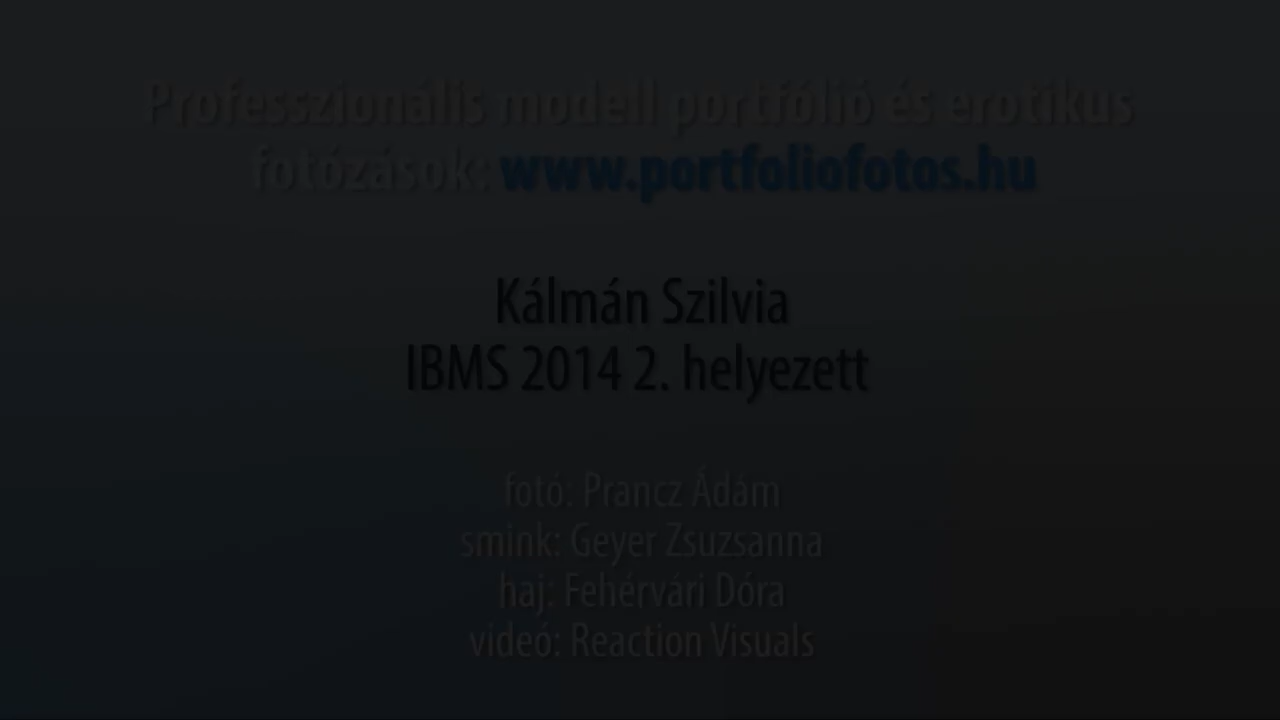 Professzionális modell portfólió és erotikus
fotózások: www.portfoliofotos.hu
Kálmán Szilvia
IBMS 2014 2. helyezett
fotó: Prancz Ádám
smink: Geyer Zsuzsanna
haj: Fehérvári Dóra
videó: Reaction Visuals